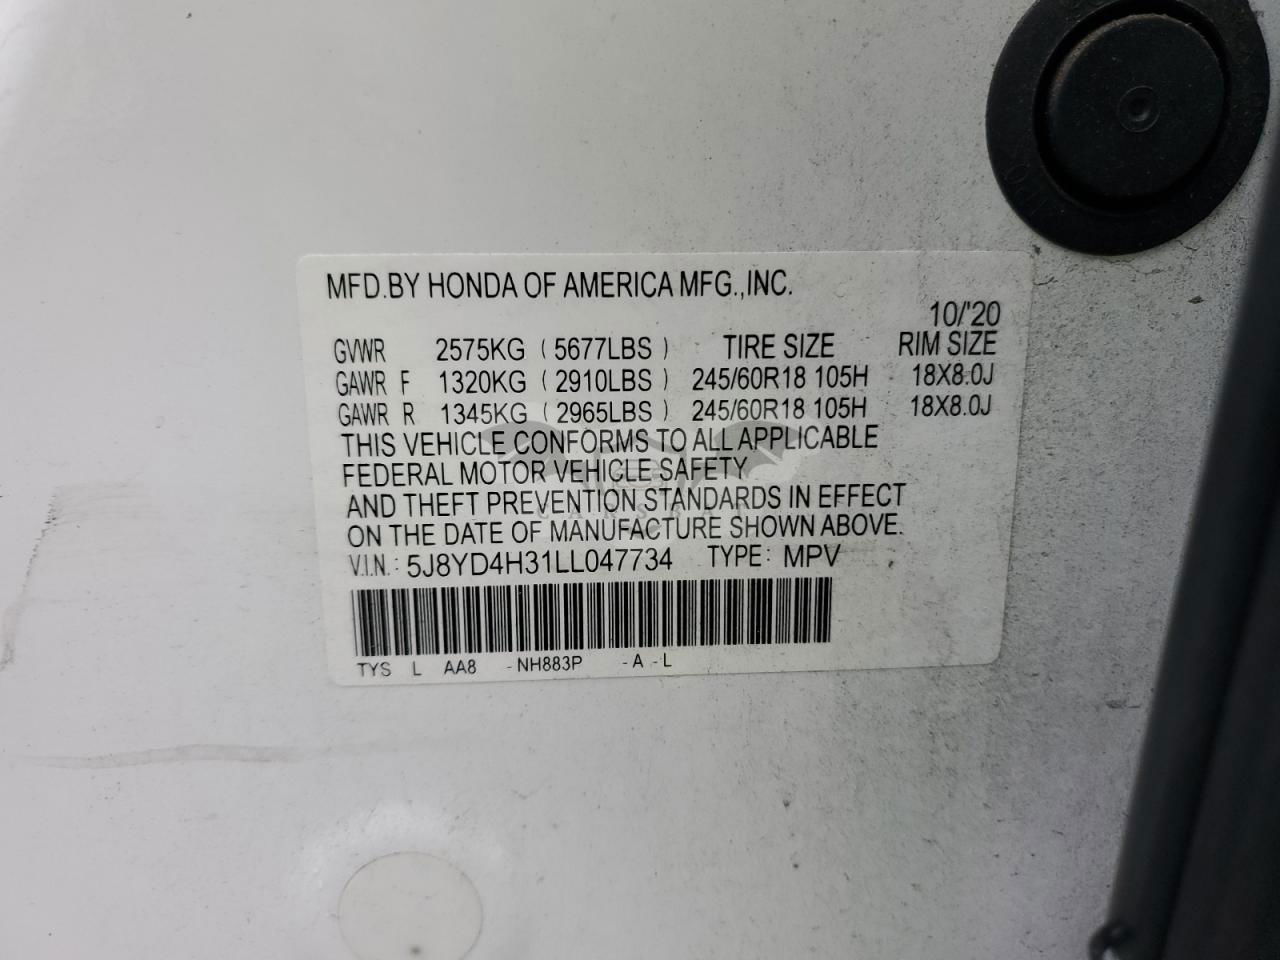 MFD.BY HONDA OF AMERICA MFG.,INC.
10/'20
GVWR 2575KG ( 5677LBS ) TIRE SIZE RIM SIZE
GAWR F 1320KG ( 2910LBS ) 245/60R18 105H 18X8.0J
GAWR R 1345KG ( 2965LBS ) 245/60R18 105H 18X8.0J
THIS VEHICLE CONFORMS TO ALL APPLICABLE
FEDERAL MOTOR VEHICLE SAFETY
AND THEFT PREVENTION STANDARDS IN EFFECT
ON THE DATE OF MANUFACTURE SHOWN ABOVE.
V.I.N.: 5J8YD4H31LL047734 TYPE: MPV
TYS L AA8 -NH883P -A -L